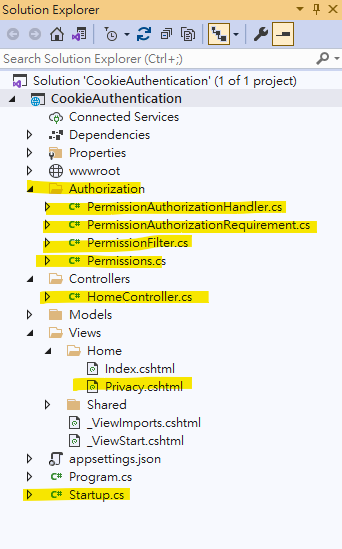 Solution Explorer
Search Solution Explorer (Ctrl+;)
Solution 'CookieAuthentication' (1 of 1 project)
CookieAuthentication
Connected Services
Dependencies
Properties
wwwroot
Authorization
C# PermissionAuthorizationHandler.cs
C# PermissionAuthorizationRequirement.cs
C# PermissionFilter.cs
C# Permissions.cs
Controllers
C# HomeController.cs
Models
Views
Home
Index.cshtml
Privacy.cshtml
Shared
_ViewImports.cshtml
_ViewStart.cshtml
appsettings.json
C# Program.cs
C# Startup.cs